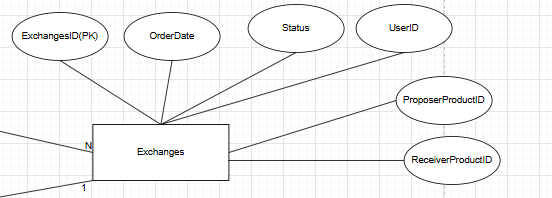 Status
UserID
ExchangesID(PK)
OrderDate
ProposerProductID
N
Exchanges
ReceiverProductID
1